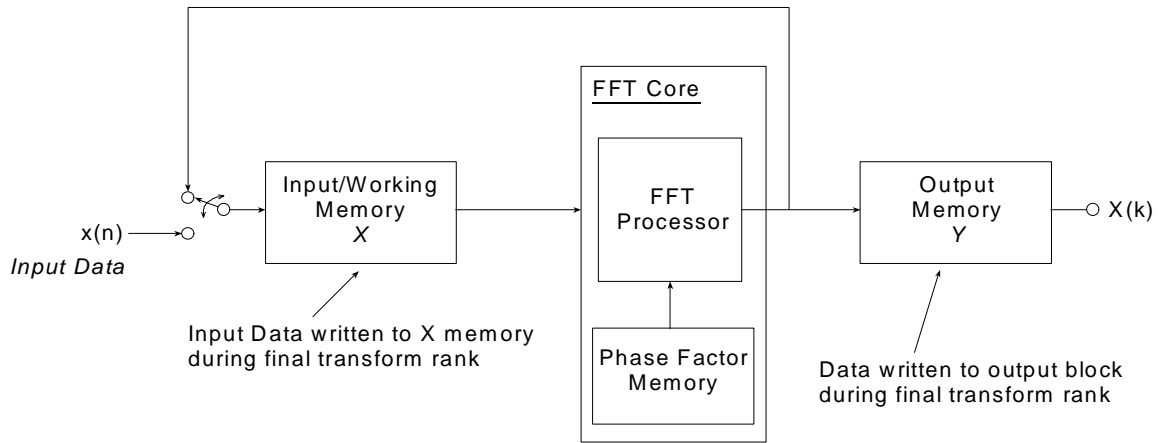 FFT Core
Input/Working
Memory
X
FFT
Processor
Output
Memory
Y
X(k)
x(n)
Input Data
Input Data written to X memory
during final transform rank
Phase Factor
Memory
Data written to output block
during final transform rank